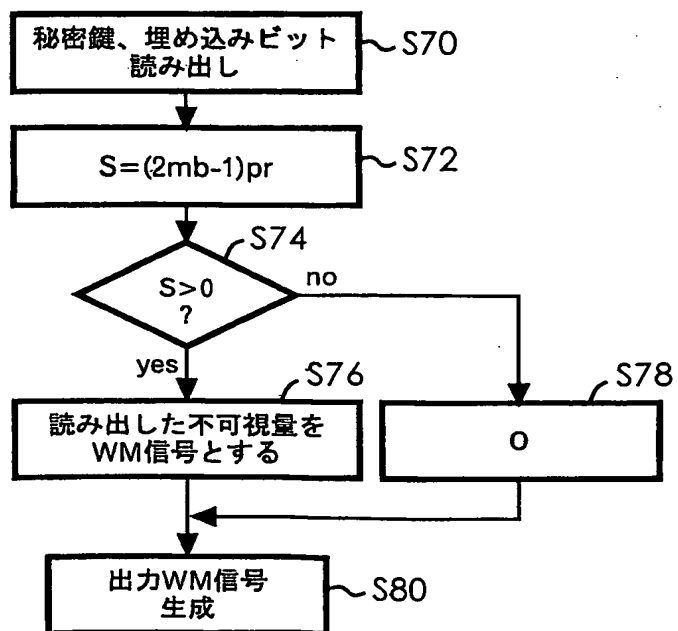 秘密鍵、埋め込みビット
読み出し
S70
S=(2mb-1)pr
S72
S74
S>0
?
no
yes
S76
読み出した不可視量を
WM信号とする
S78
0
出力WM信号
生成
S80